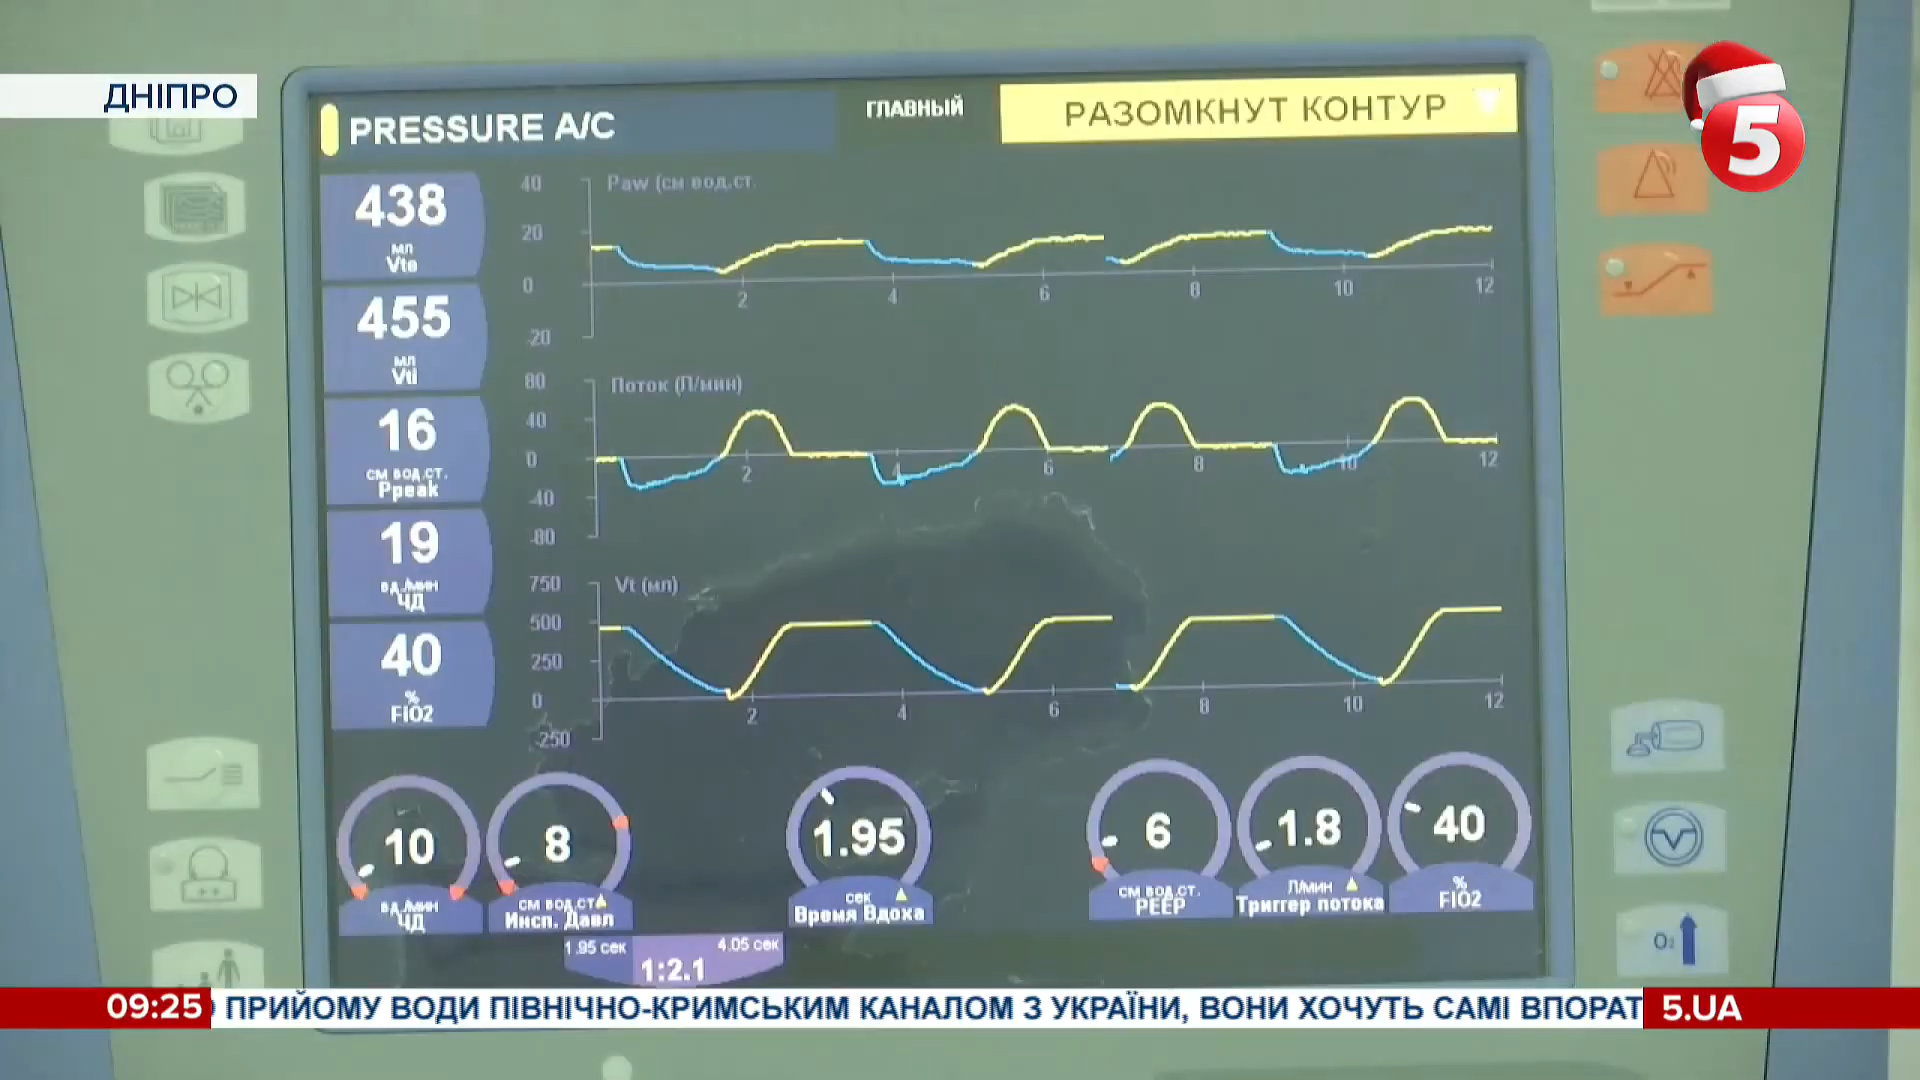 ДНІПРО
5
PRESSURE A/C
ГЛАВНЫЙ
РАЗОМКНУТ КОНТУР
438
мл
Vte
455
мл
Vti
16
см вод.ст.
Ppeak
19
вд./мин
ЧД
40
%
FIO2
Paw (см вод.ст.
40
20
0
-20
2 4 6 8 10 12
Поток (Л/мин)
80
40
0
-40
-80
2 4 6 8 10 12
Vt (мл)
750
500
250
0
-250
2 4 6 8 10 12
10
вд./мин
ЧД
8
см вод.ст
Инсп. Давл
1.95
сек
Время Вдоха
6
см вод.ст.
PEEP
1.8
Л/мин
Триггер потока
40
%
FIO2
1.95 сек 4.05 сек
1:2.1
O2
09:25 ПРИЙОМУ ВОДИ ПІВНІЧНО-КРИМСЬКИМ КАНАЛОМ З УКРАЇНИ, ВОНИ ХОЧУТЬ САМІ ВПОРАТ 5.UA